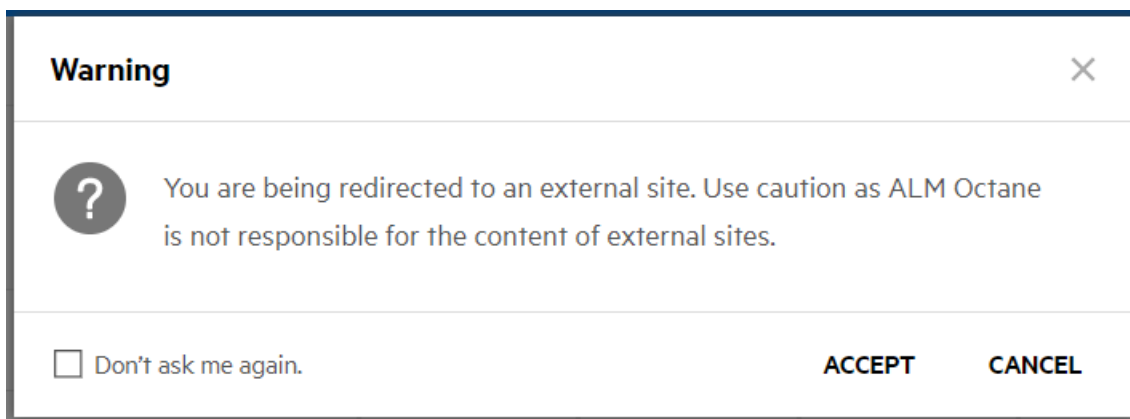 Warning
You are being redirected to an external site. Use caution as ALM Octane
is not responsible for the content of external sites.
Don't ask me again.
ACCEPT CANCEL